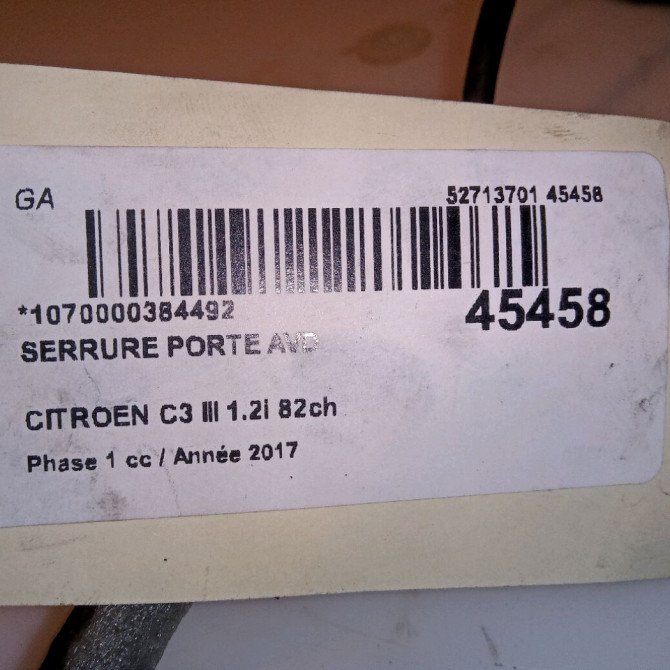 GA
52713701 45458
*1070000384492
45458
SERRURE PORTE AVD
CITROEN C3 III 1.2i 82ch
Phase 1 cc / Année 2017